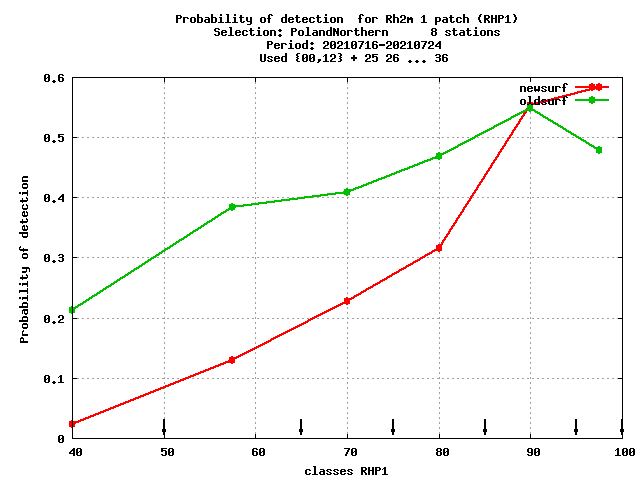 Probability of detection  for Rh2m 1 patch (RHP1)
Selection: PolandNorthern      8 stations
Period: 20210716-20210724
Used {00,12} + 25 26 ... 36
newsurf
oldsurf
Probability of detection
0.6
0.5
0.4
0.3
0.2
0.1
0
40 50 60 70 80 90 100
classes RHP1